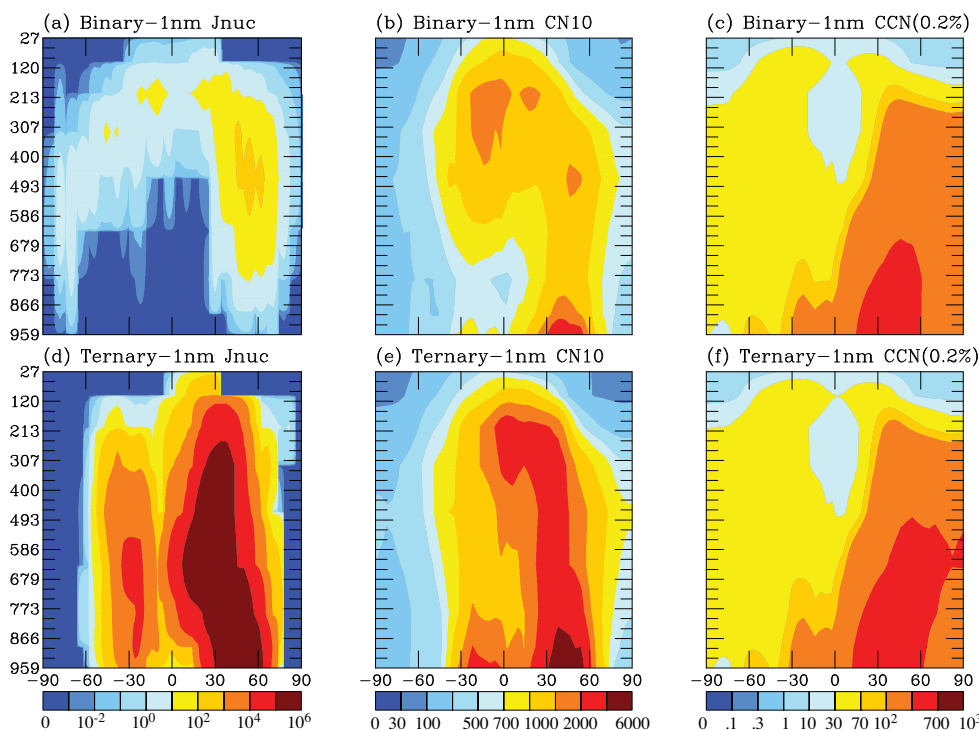 (a) Binary-1nm Jnuc
(b) Binary-1nm CN10
(c) Binary-1nm CCN(0.2%)
27
120
213
307
400
493
586
679
773
866
959
(d) Ternary-1nm Jnuc
(e) Ternary-1nm CN10
(f) Ternary-1nm CCN(0.2%)
27
120
213
307
400
493
586
679
773
866
959
-90 -60 -30 0 30 60 90
-60 -30 0 30 60 90
-60 -30 0 30 60 90
0 10⁻² 10⁰ 10² 10⁴ 10⁶
0 30 100 500 700 1000 2000 6000
0 .1 .3 1 10 30 70 10² 700 10³